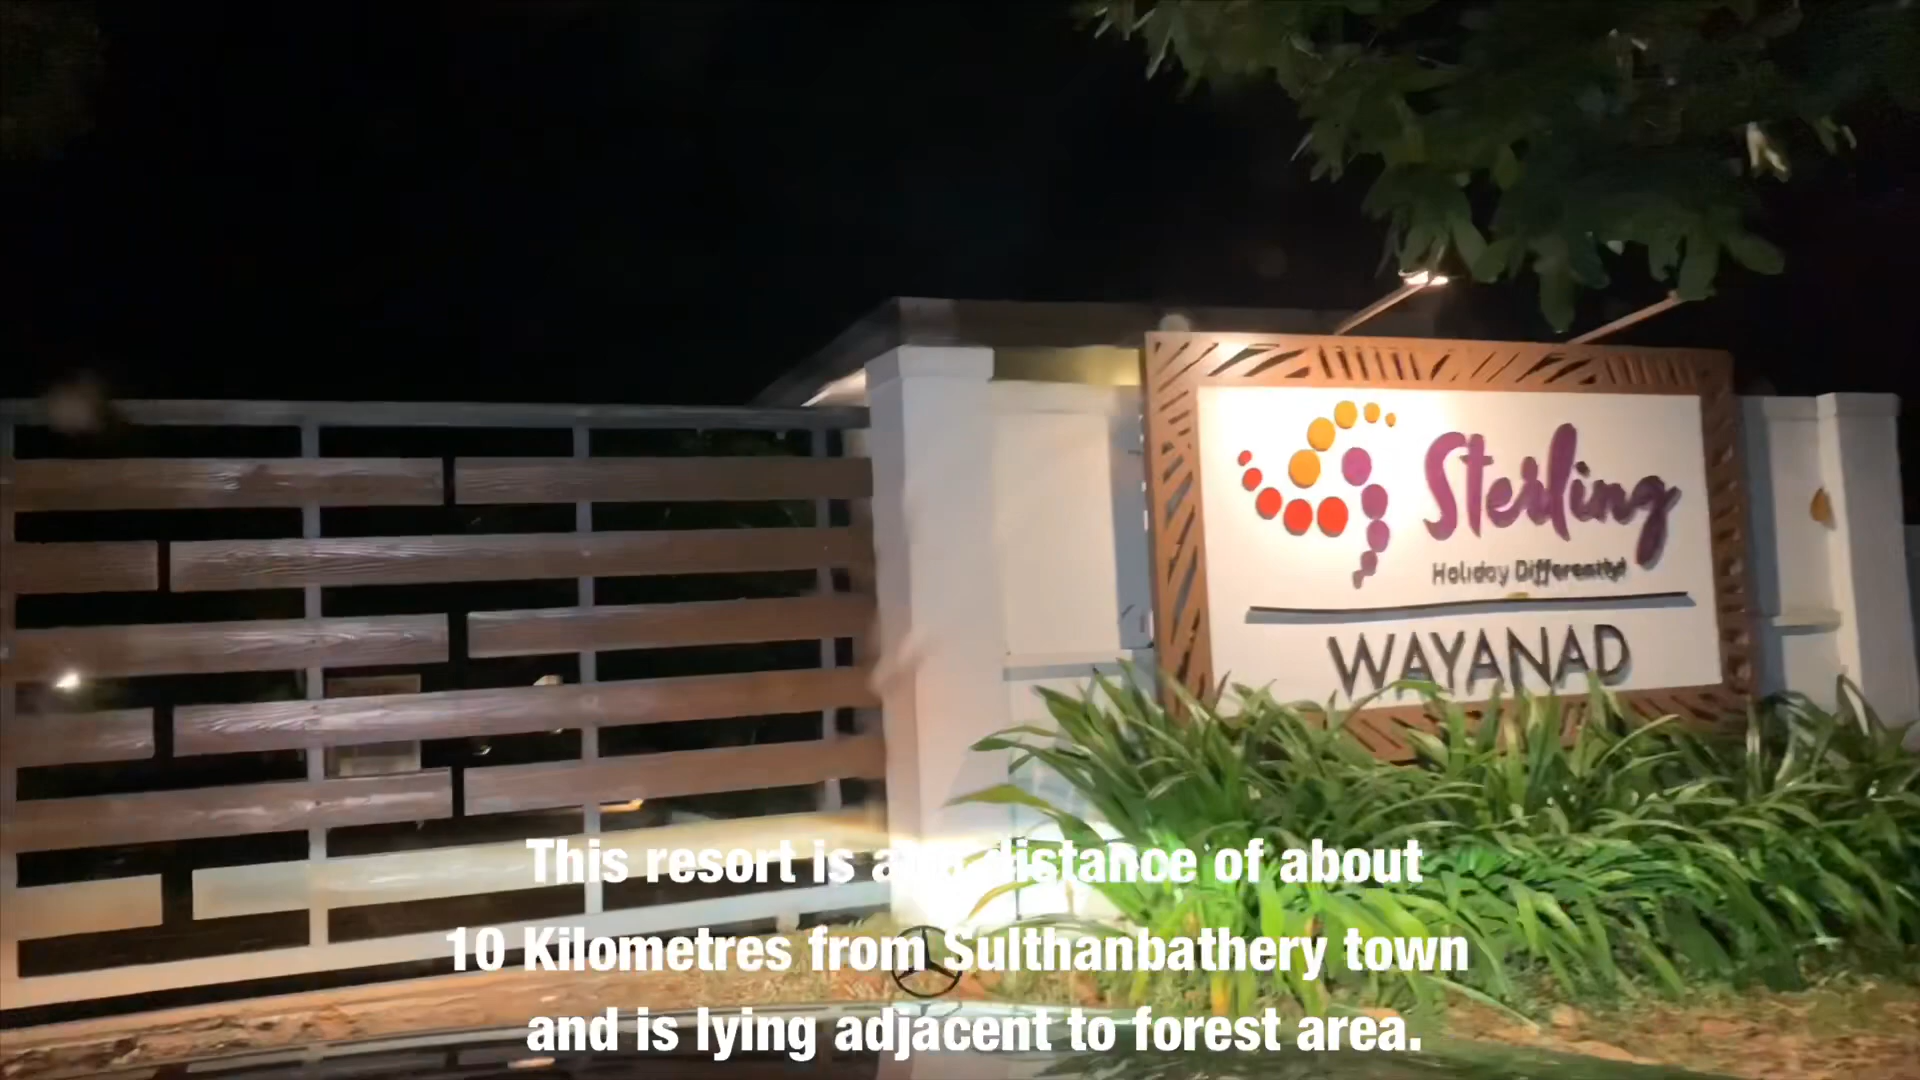 Sterling
Holiday Differently!
WAYANAD
This resort is at a distance of about
10 Kilometres from Sulthanbathery town
and is lying adjacent to forest area.